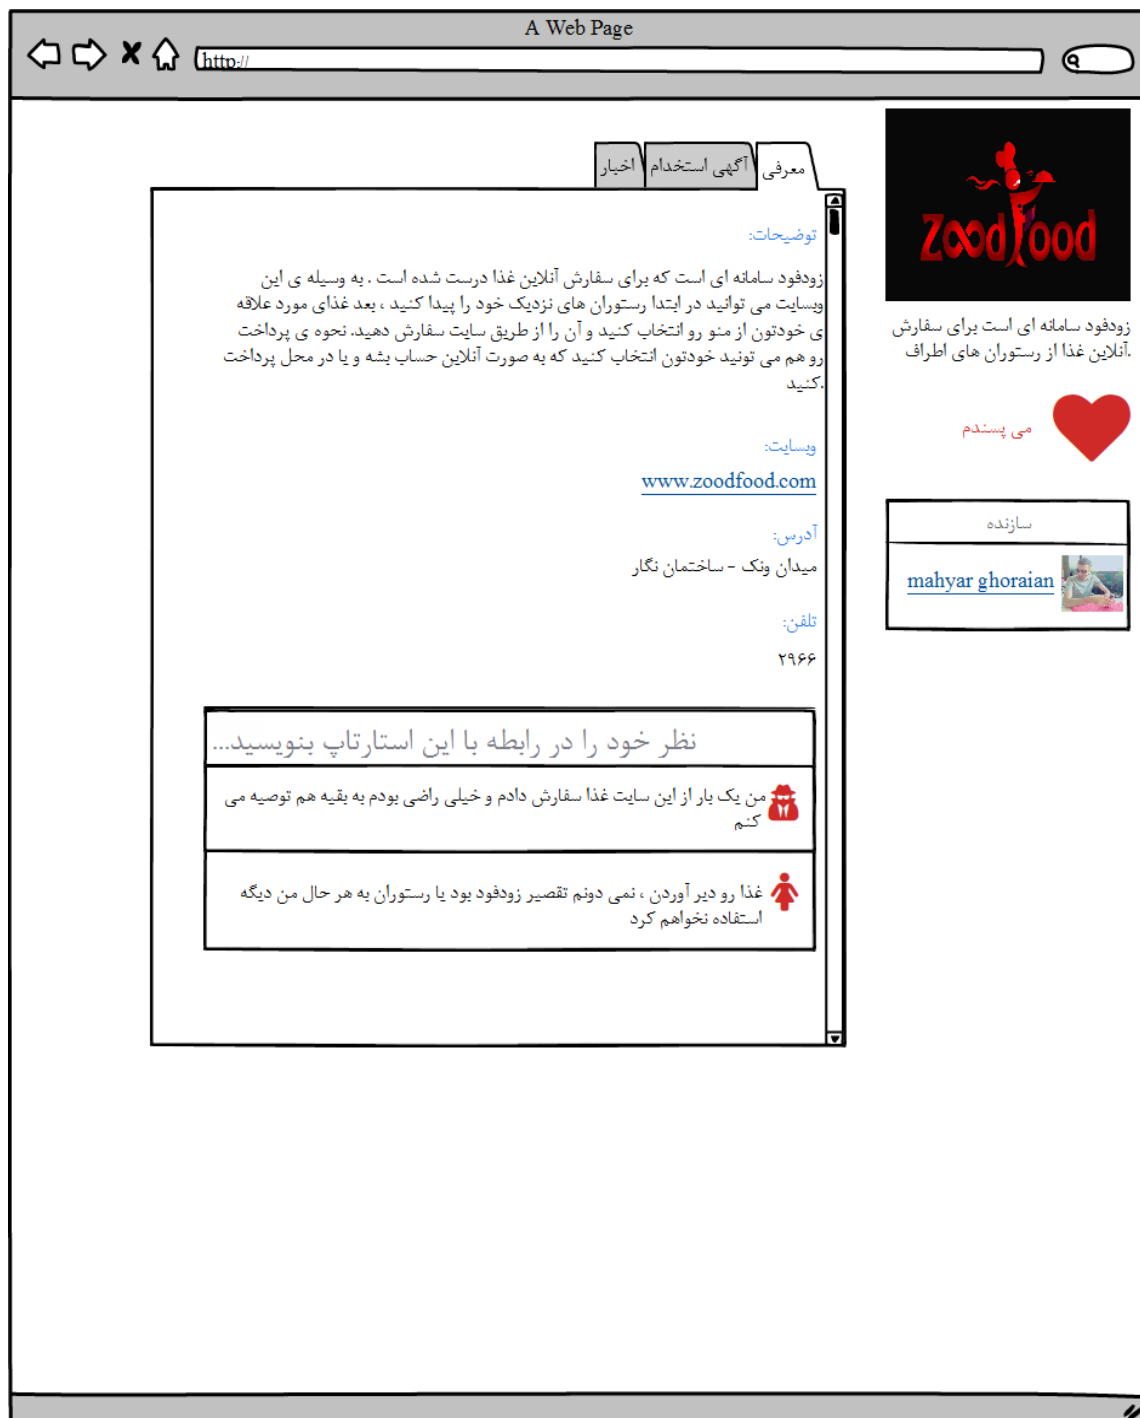 A Web Page
http://
معرفی
آگهی استخدام
اخبار
Zood Food
زودفود سامانه ای است برای سفارش
آنلاین غذا از رستوران های اطراف.
می پسندم
سازنده
mahyar ghoraian
توضیحات:
زودفود سامانه ای است که برای سفارش آنلاین غذا درست شده است . به وسیله ی این
وبسایت می توانید در ابتدا رستوران های نزدیک خود را پیدا کنید ، بعد غذای مورد علاقه
ی خودتون از منو رو انتخاب کنید و آن را از طریق سایت سفارش دهید. نحوه ی پرداخت
رو هم می تونید خودتون انتخاب کنید که به صورت آنلاین حساب بشه و یا در محل پرداخت
کنید.
وبسایت:
www.zoodfood.com
آدرس:
میدان ونک - ساختمان نگار
تلفن:
۲۹۶۶
نظر خود را در رابطه با این استارتاپ بنویسید...
من یک بار از این سایت غذا سفارش دادم و خیلی راضی بودم به بقیه هم توصیه می
کنم
غذا رو دیر آوردن ، نمی دونم تقصیر زودفود بود یا رستوران به هر حال من دیگه
استفاده نخواهم کرد